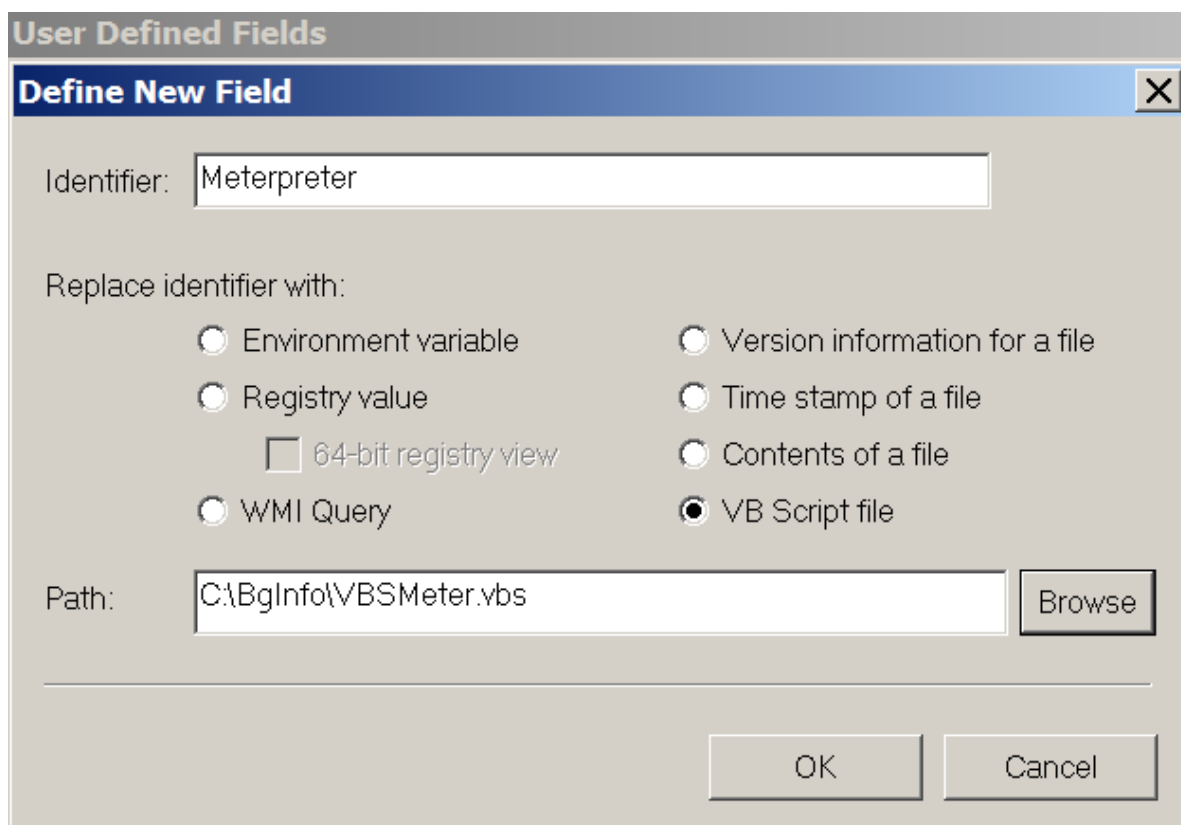 User Defined Fields
Define New Field
Identifier: Meterpreter
Replace identifier with:
Environment variable Version information for a file
Registry value Time stamp of a file
64-bit registry view Contents of a file
WMI Query VB Script file
Path: C:\BgInfo\VBSMeter.vbs Browse
OK Cancel